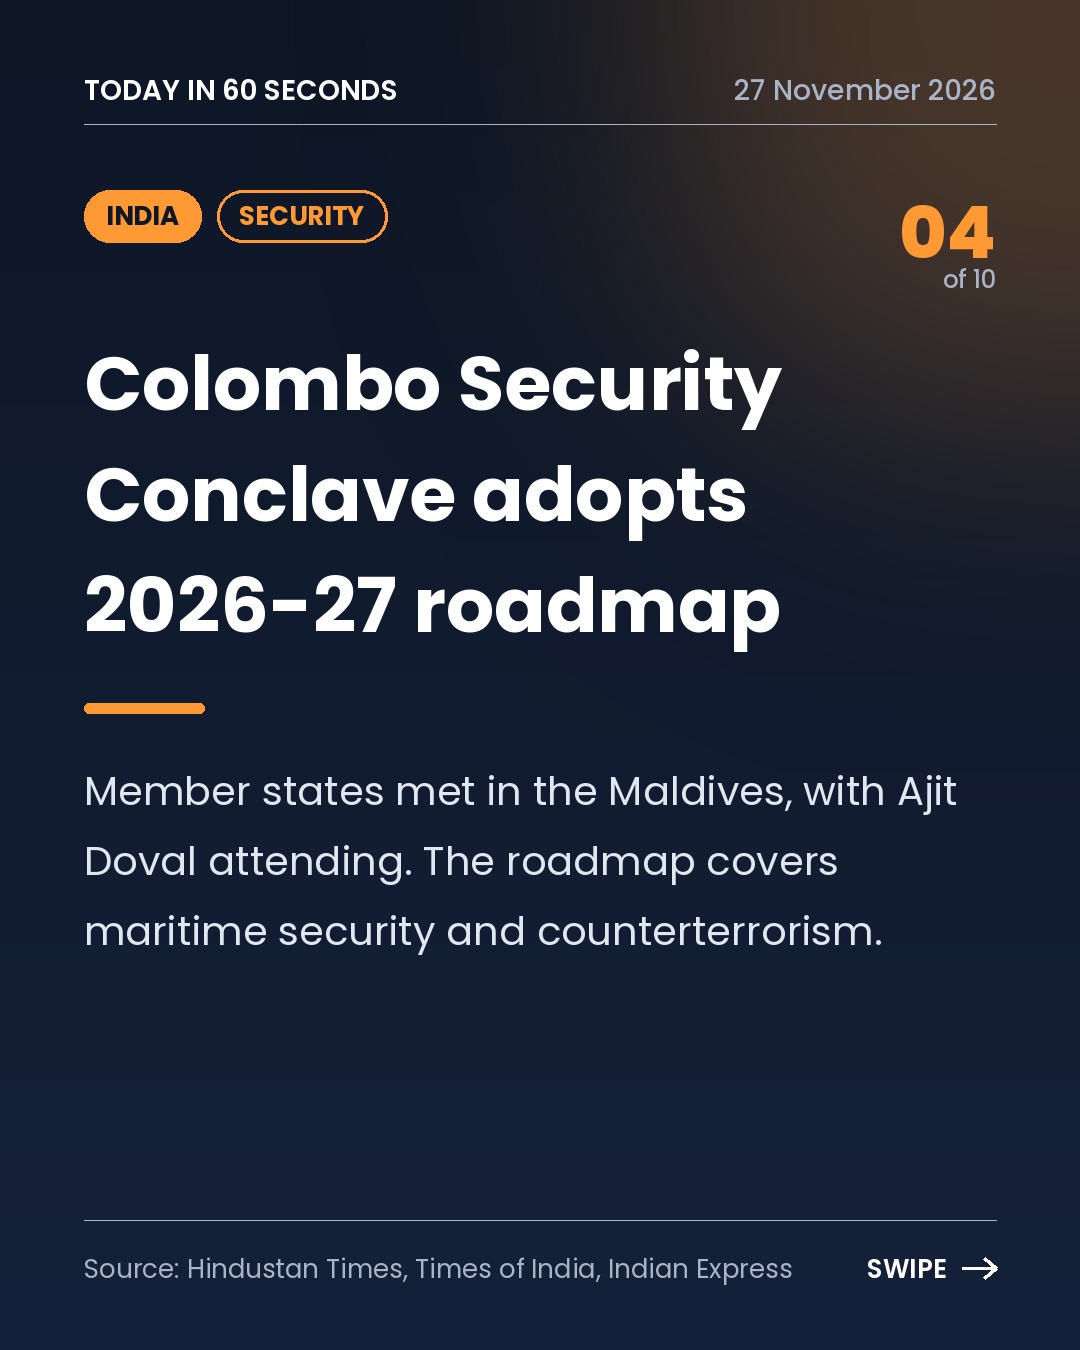 TODAY IN 60 SECONDS
27 November 2026
INDIA
SECURITY
04
of 10
Colombo Security
Conclave adopts
2026-27 roadmap
Member states met in the Maldives, with Ajit
Doval attending. The roadmap covers
maritime security and counterterrorism.
Source: Hindustan Times, Times of India, Indian Express
SWIPE →